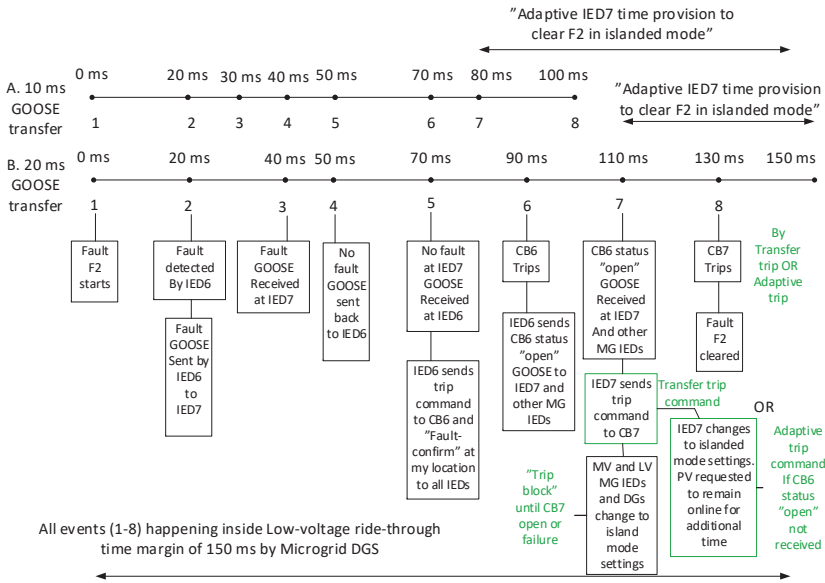 "Adaptive IED7 time provision to
clear F2 in islanded mode"
0 ms 20 ms 30 ms 40 ms 50 ms 70 ms 80 ms 100 ms
A. 10 ms
GOOSE
transfer
1 2 3 4 5 6 7 8
"Adaptive IED7 time provision
to clear F2 in islanded mode"
0 ms 20 ms 40 ms 50 ms 70 ms 90 ms 110 ms 130 ms 150 ms
B. 20 ms
GOOSE
transfer
1 2 3 4 5 6 7 8
Fault
F2
starts
Fault
detected
By IED6
Fault
GOOSE
Sent by
IED6
to
IED7
Fault
GOOSE
Received
at IED7
No
fault
GOOSE
sent
back
to IED6
No fault
at IED7
GOOSE
Received
at IED6
IED6 sends
trip
command
to CB6 and
"Fault-
confirm" at
my location
to all IEDs
CB6
Trips
IED6 sends
CB6 status
"open"
GOOSE to
IED7 and
other MG
IEDs
CB6 status
"open"
GOOSE
Received
at IED7
And other
MG IEDs
IED7 sends
trip
command
to CB7
MV and LV
MG IEDs
and DGs
change to
island
mode
settings
"Trip
block"
until CB7
open or
failure
CB7
Trips
Fault
F2
cleared
By
Transfer
trip OR
Adaptive
trip
Transfer trip
command
OR
IED7 changes
to islanded
mode settings.
PV requested
to remain
online for
additional
time
Adaptive
trip
command
If CB6
status
"open"
not
received
All events (1-8) happening inside Low-voltage ride-through
time margin of 150 ms by Microgrid DGS